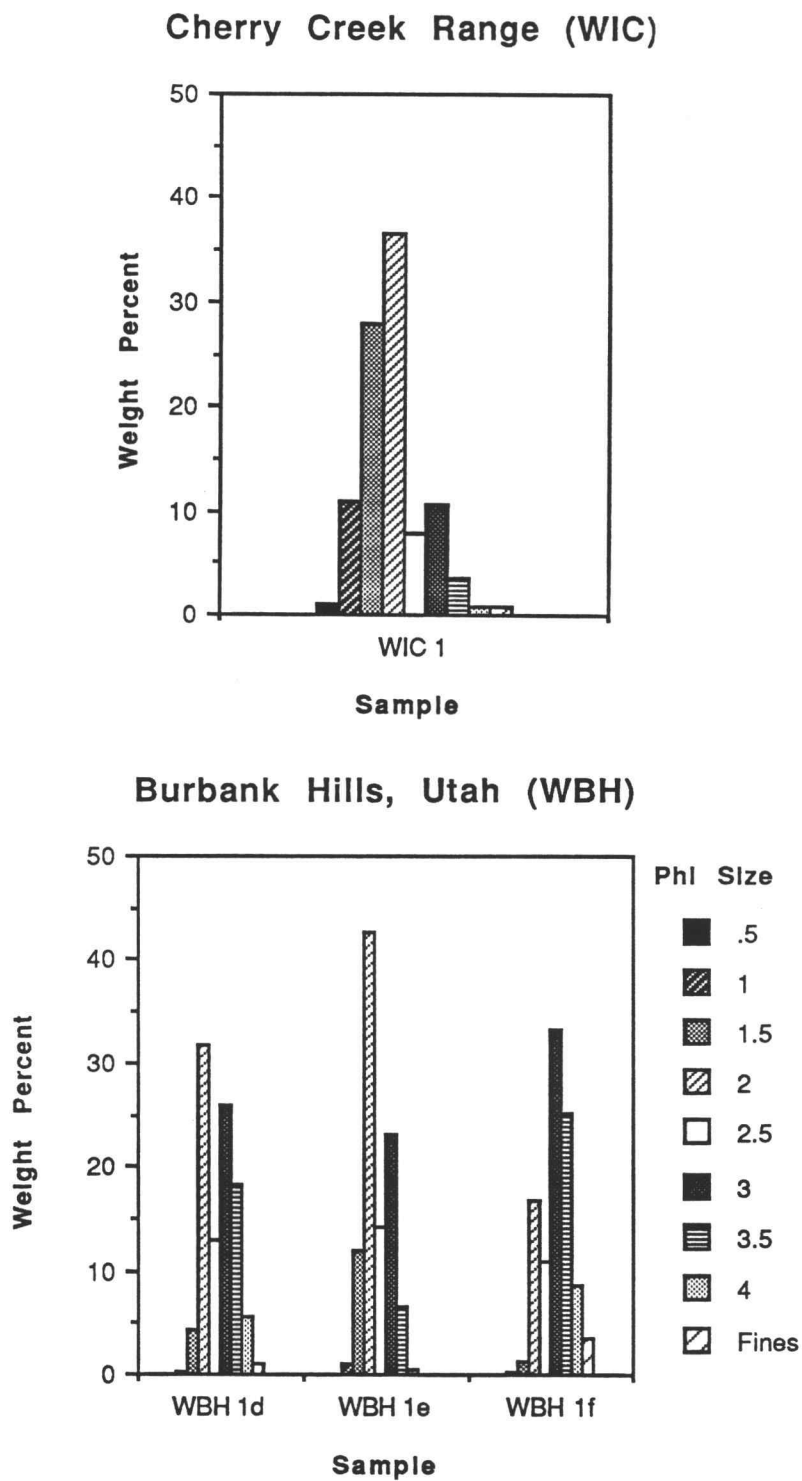 Cherry Creek Range (WIC)
50
40
30
20
10
0
Weight Percent
WIC 1
Sample
Burbank Hills, Utah (WBH)
50
40
30
20
10
0
Weight Percent
WBH 1d WBH 1e WBH 1f
Sample
Phi Size
.5
1
1.5
2
2.5
3
3.5
4
Fines